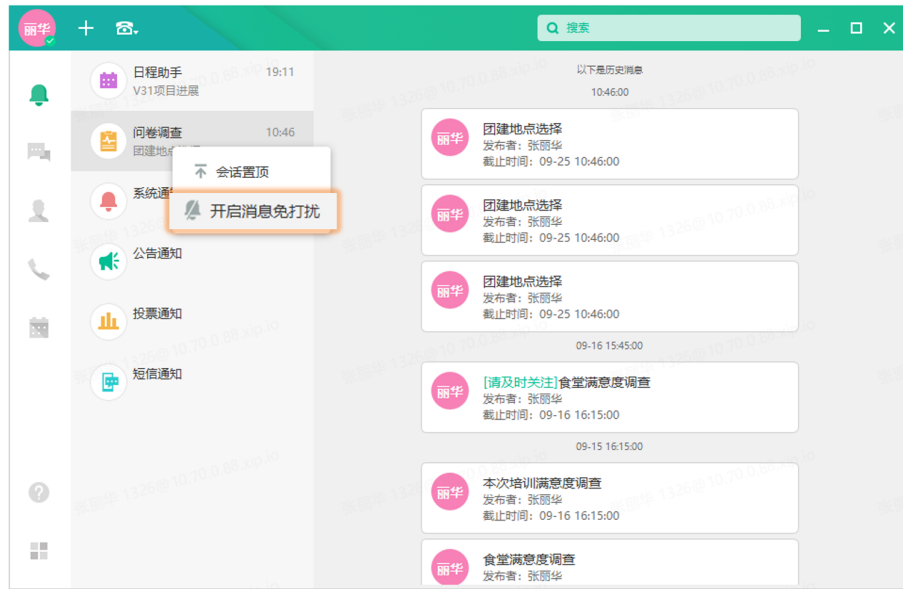 丽华
搜索
日程助手 19:11
V31项目进展
问卷调查 10:46
团建地点
会话置顶
系统通
开启消息免打扰
公告通知
投票通知
短信通知
以下是历史消息
10:46:00
丽华
团建地点选择
发布者：张丽华
截止时间：09-25 10:46:00
丽华
团建地点选择
发布者：张丽华
截止时间：09-25 10:46:00
丽华
团建地点选择
发布者：张丽华
截止时间：09-25 10:46:00
09-16 15:45:00
丽华
[请及时关注]食堂满意度调查
发布者：张丽华
截止时间：09-16 16:15:00
09-15 16:15:00
丽华
本次培训满意度调查
发布者：张丽华
截止时间：09-16 16:15:00
丽华
食堂满意度调查
发布者：张丽华